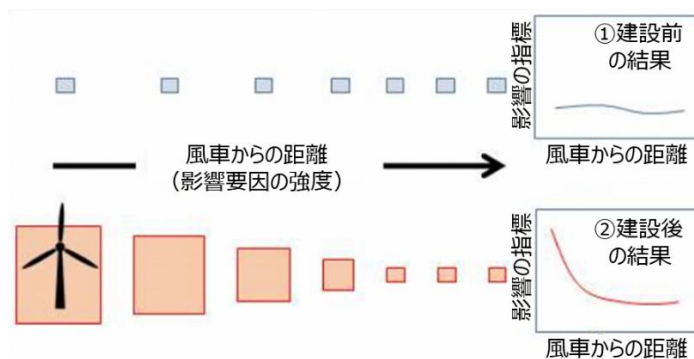 影響の指標
①建設前
の結果
風車からの距離
風車からの距離
（影響要因の強度）
影響の指標
②建設後
の結果
風車からの距離